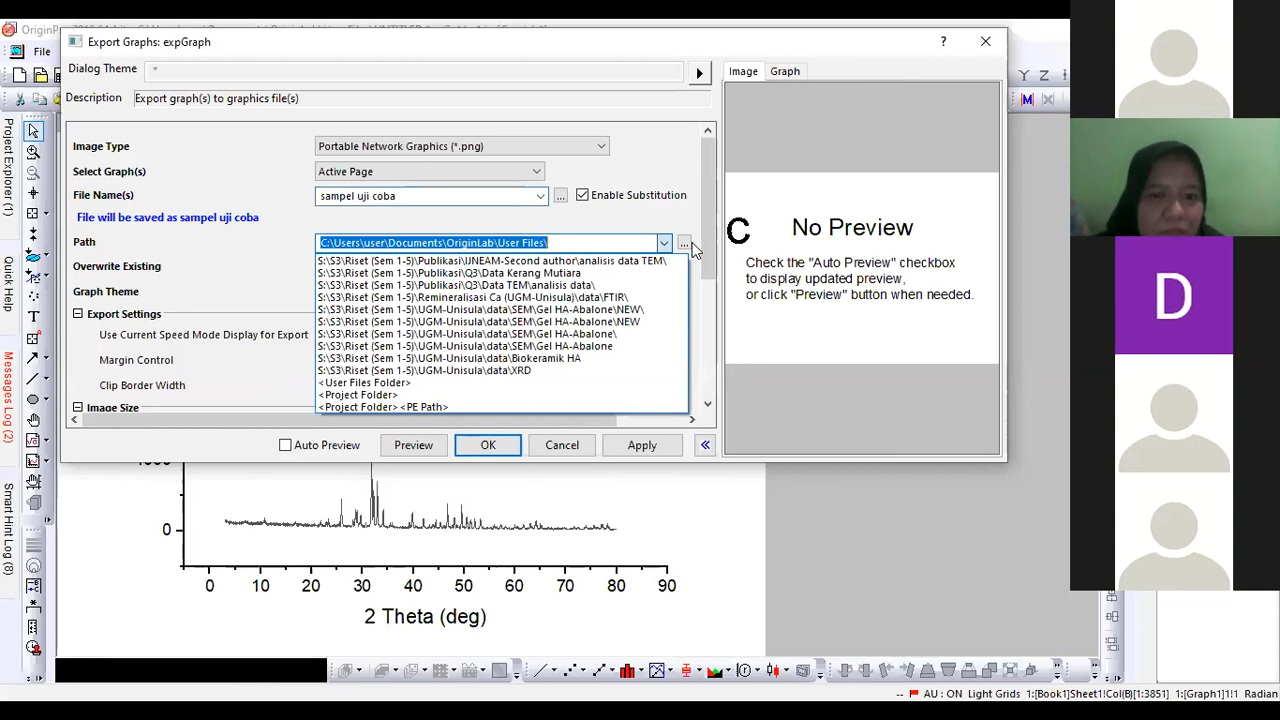 Export Graphs: expGraph
?
File
Dialog Theme
*
Description
Export graph(s) to graphics file(s)
Image
Graph
Y Z
M
Image Type
Portable Network Graphics (*.png)
Select Graph(s)
Active Page
File Name(s)
sampel uji coba
...
Enable Substitution
File will be saved as sampel uji coba
Path
C:\Users\user\Documents\OriginLab\User Files\
...
S:\S3\Riset (Sem 1-5)\Publikasi\IJNEAM-Second author\analisis data TEM\
S:\S3\Riset (Sem 1-5)\Publikasi\Q3\Data Kerang Mutiara
S:\S3\Riset (Sem 1-5)\Publikasi\Q3\Data TEM\analisis data\
S:\S3\Riset (Sem 1-5)\Remineralisasi Ca (UGM-Unisula)\data\FTIR\
S:\S3\Riset (Sem 1-5)\UGM-Unisula\data\SEM\Gel HA-Abalone\NEW\
S:\S3\Riset (Sem 1-5)\UGM-Unisula\data\SEM\Gel HA-Abalone\NEW
S:\S3\Riset (Sem 1-5)\UGM-Unisula\data\SEM\Gel HA-Abalone\
S:\S3\Riset (Sem 1-5)\UGM-Unisula\data\SEM\Gel HA-Abalone
S:\S3\Riset (Sem 1-5)\UGM-Unisula\data\Biokeramik HA
S:\S3\Riset (Sem 1-5)\UGM-Unisula\data\XRD
<User Files Folder>
<Project Folder>
<Project Folder> <PE Path>
Overwrite Existing
Graph Theme
Export Settings
Use Current Speed Mode Display for Export
Margin Control
Clip Border Width
Image Size
Auto Preview
Preview
OK
Cancel
Apply
No Preview
Check the "Auto Preview" checkbox
to display updated preview,
or click "Preview" button when needed.
D
Project Explorer (1)
Quick Help
Messages Log (2)
Smart Hint Log (8)
T
0
0 10 20 30 40 50 60 70 80 90
2 Theta (deg)
-- AU : ON Light Grids 1:[Book1]Sheet1!Col(B)[1:3851] 1:[Graph1]1!1 Radian